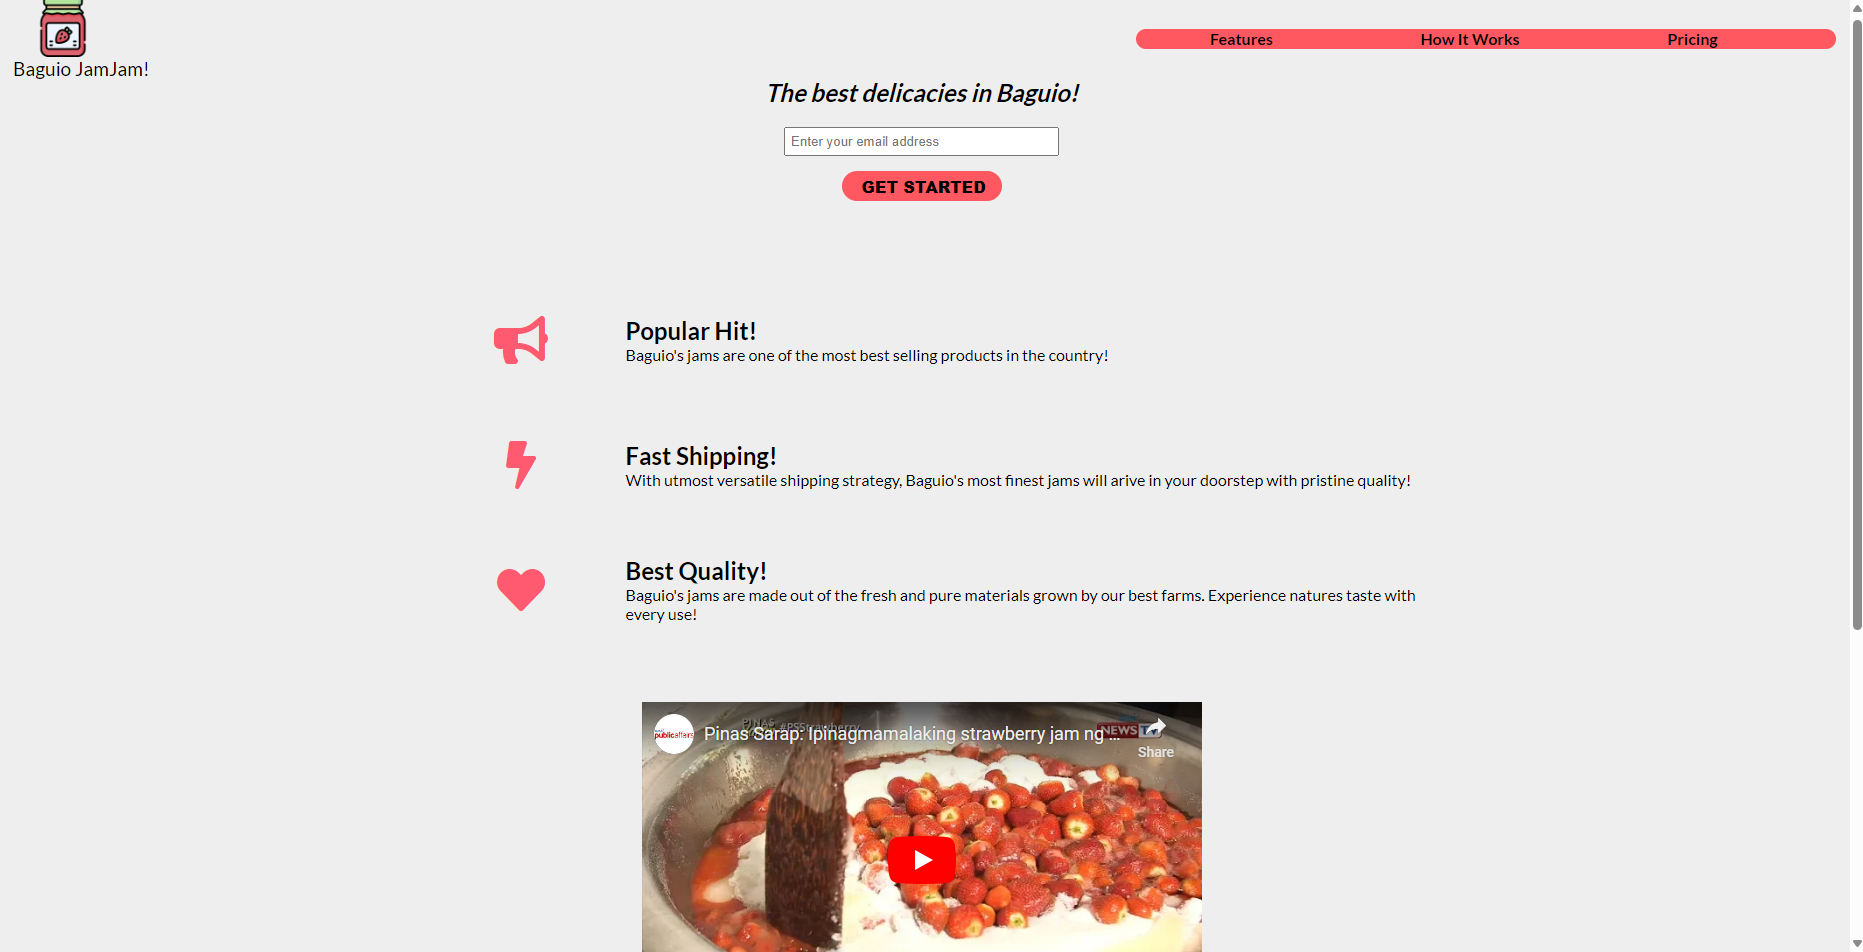 Baguio JamJam!
Features How It Works Pricing
The best delicacies in Baguio!
Enter your email address
GET STARTED
Popular Hit!
Baguio's jams are one of the most best selling products in the country!
Fast Shipping!
With utmost versatile shipping strategy, Baguio's most finest jams will arive in your doorstep with pristine quality!
Best Quality!
Baguio's jams are made out of the fresh and pure materials grown by our best farms. Experience natures taste with
every use!
PINAS
#PSStrawberry
publicaffairs
Pinas Sarap: Ipinagmamalaking strawberry jam ng ...
NEWS TV
Share